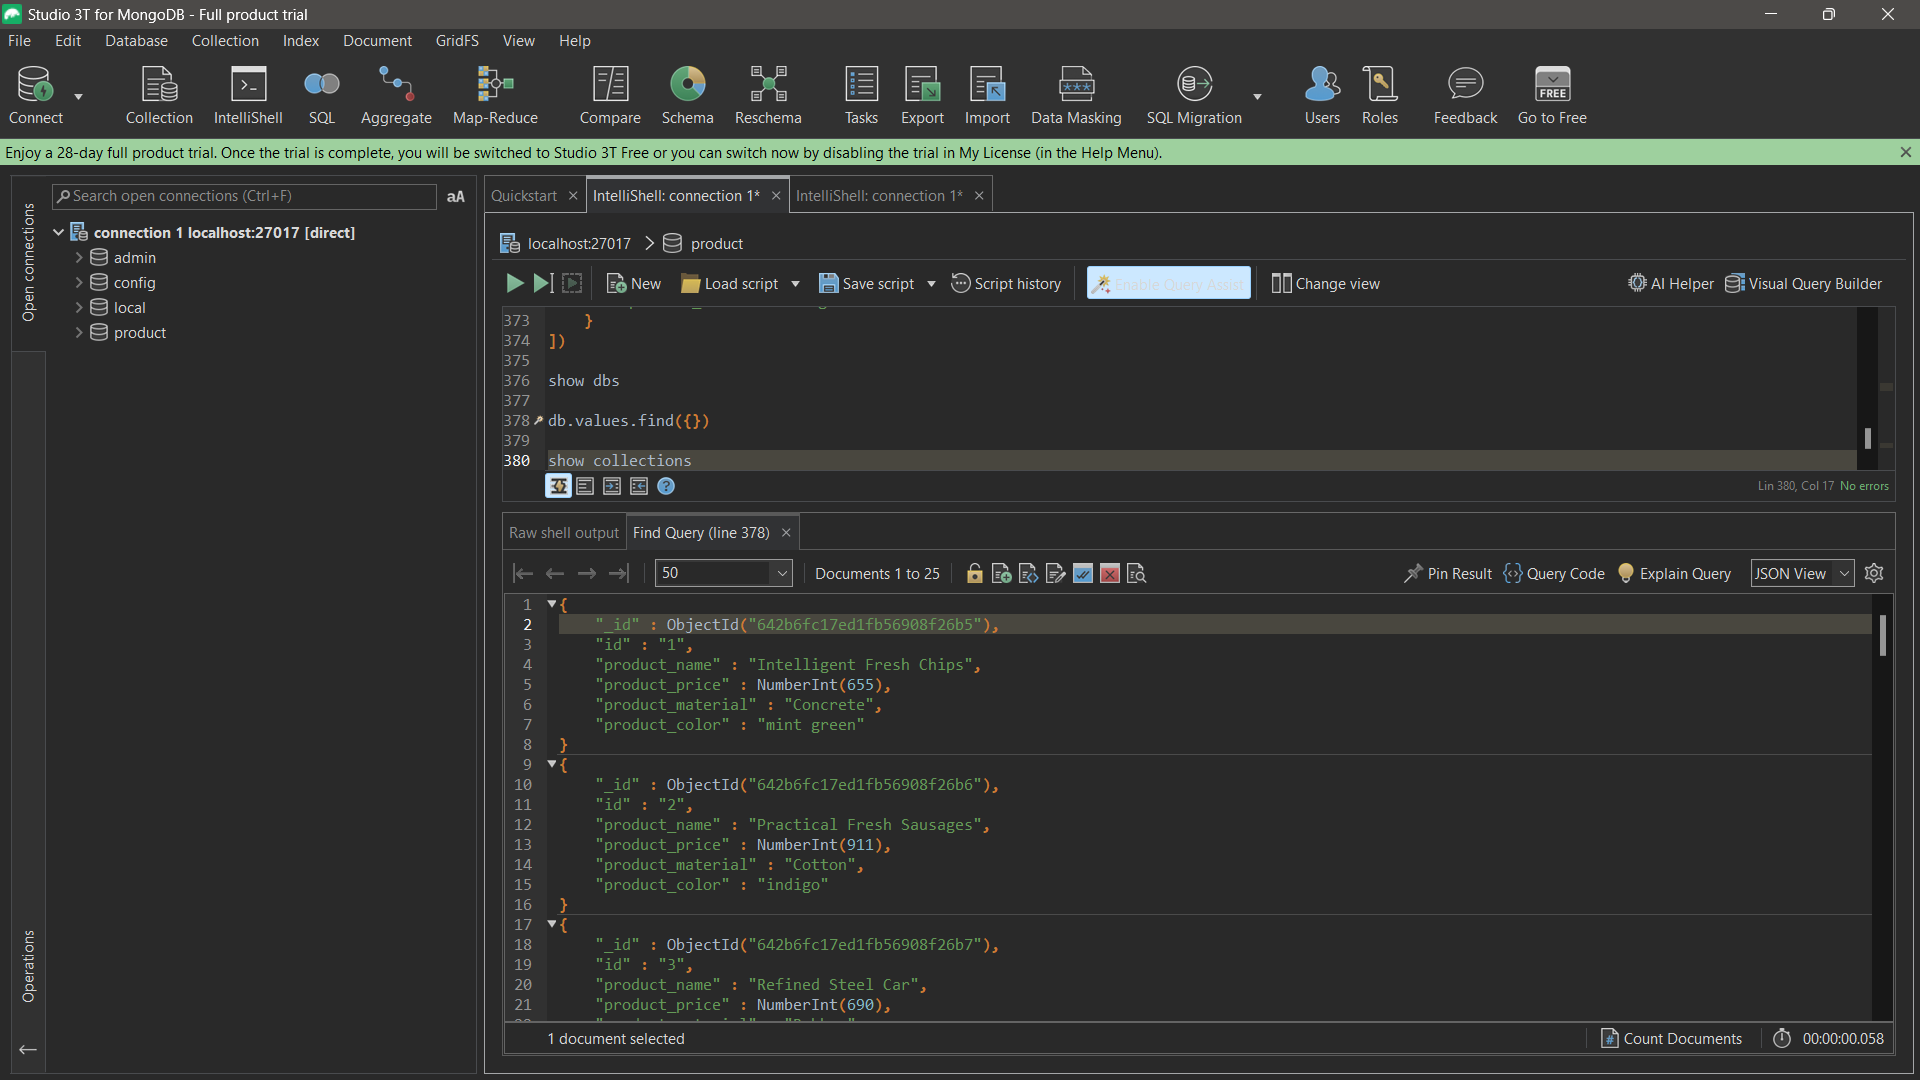 Studio 3T for MongoDB - Full product trial
File Edit Database Collection Index Document GridFS View Help
Connect Collection IntelliShell SQL Aggregate Map-Reduce Compare Schema Reschema Tasks Export Import Data Masking SQL Migration Users Roles Feedback FREE Go to Free
Enjoy a 28-day full product trial. Once the trial is complete, you will be switched to Studio 3T Free or you can switch now by disabling the trial in My License (in the Help Menu).
Open connections
Operations
Search open connections (Ctrl+F) aA
connection 1 localhost:27017 [direct]
admin
config
local
product
Quickstart IntelliShell: connection 1* IntelliShell: connection 1*
localhost:27017 product
New Load script Save script Script history Enable Query Assist Change view AI Helper Visual Query Builder
373 }
374 ])
375
376 show dbs
377
378 db.values.find({})
379
380 show collections
Lin 380, Col 17 No errors
Raw shell output Find Query (line 378)
50 Documents 1 to 25 Pin Result Query Code Explain Query JSON View
1 {
2 "_id" : ObjectId("642b6fc17ed1fb56908f26b5"),
3 "id" : "1",
4 "product_name" : "Intelligent Fresh Chips",
5 "product_price" : NumberInt(655),
6 "product_material" : "Concrete",
7 "product_color" : "mint green"
8 }
9 {
10 "_id" : ObjectId("642b6fc17ed1fb56908f26b6"),
11 "id" : "2",
12 "product_name" : "Practical Fresh Sausages",
13 "product_price" : NumberInt(911),
14 "product_material" : "Cotton",
15 "product_color" : "indigo"
16 }
17 {
18 "_id" : ObjectId("642b6fc17ed1fb56908f26b7"),
19 "id" : "3",
20 "product_name" : "Refined Steel Car",
21 "product_price" : NumberInt(690),
1 document selected Count Documents 00:00:00.058